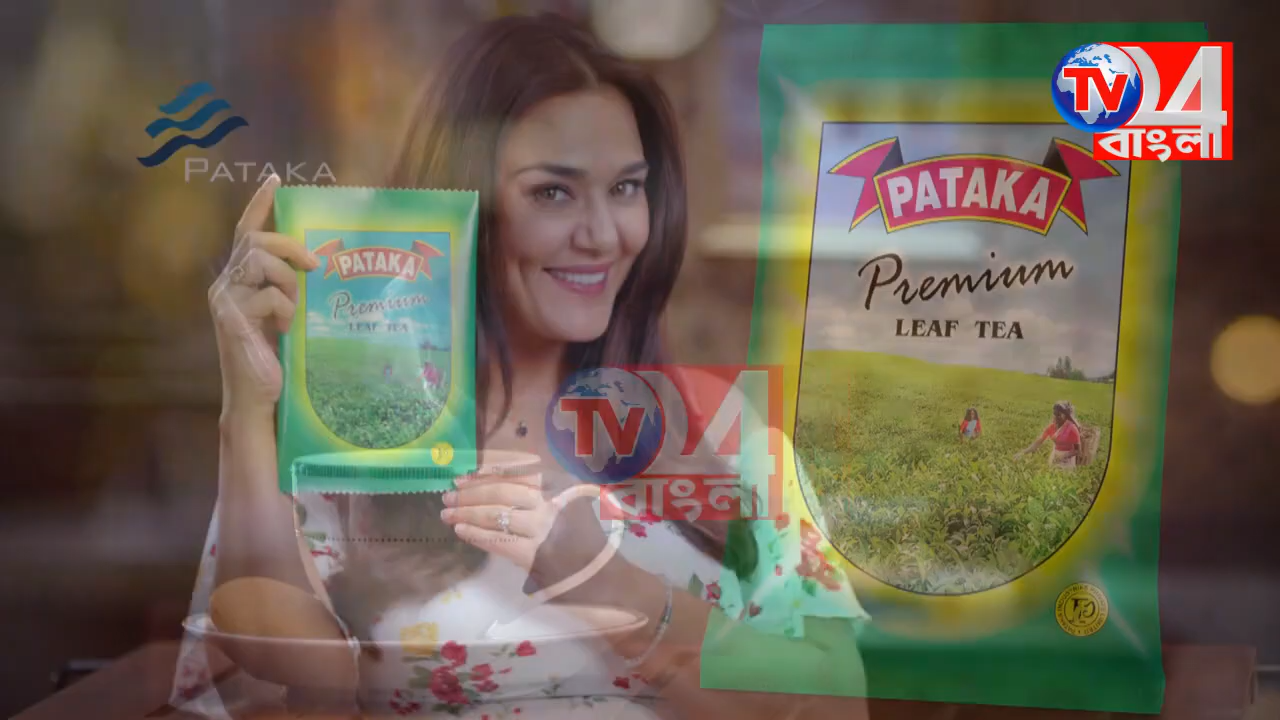 PATAKA
PATAKA
Premium
LEAF TEA
PATAKA
Premium
LEAF TEA
TV 24
বাংলা
TV 24
বাংলা